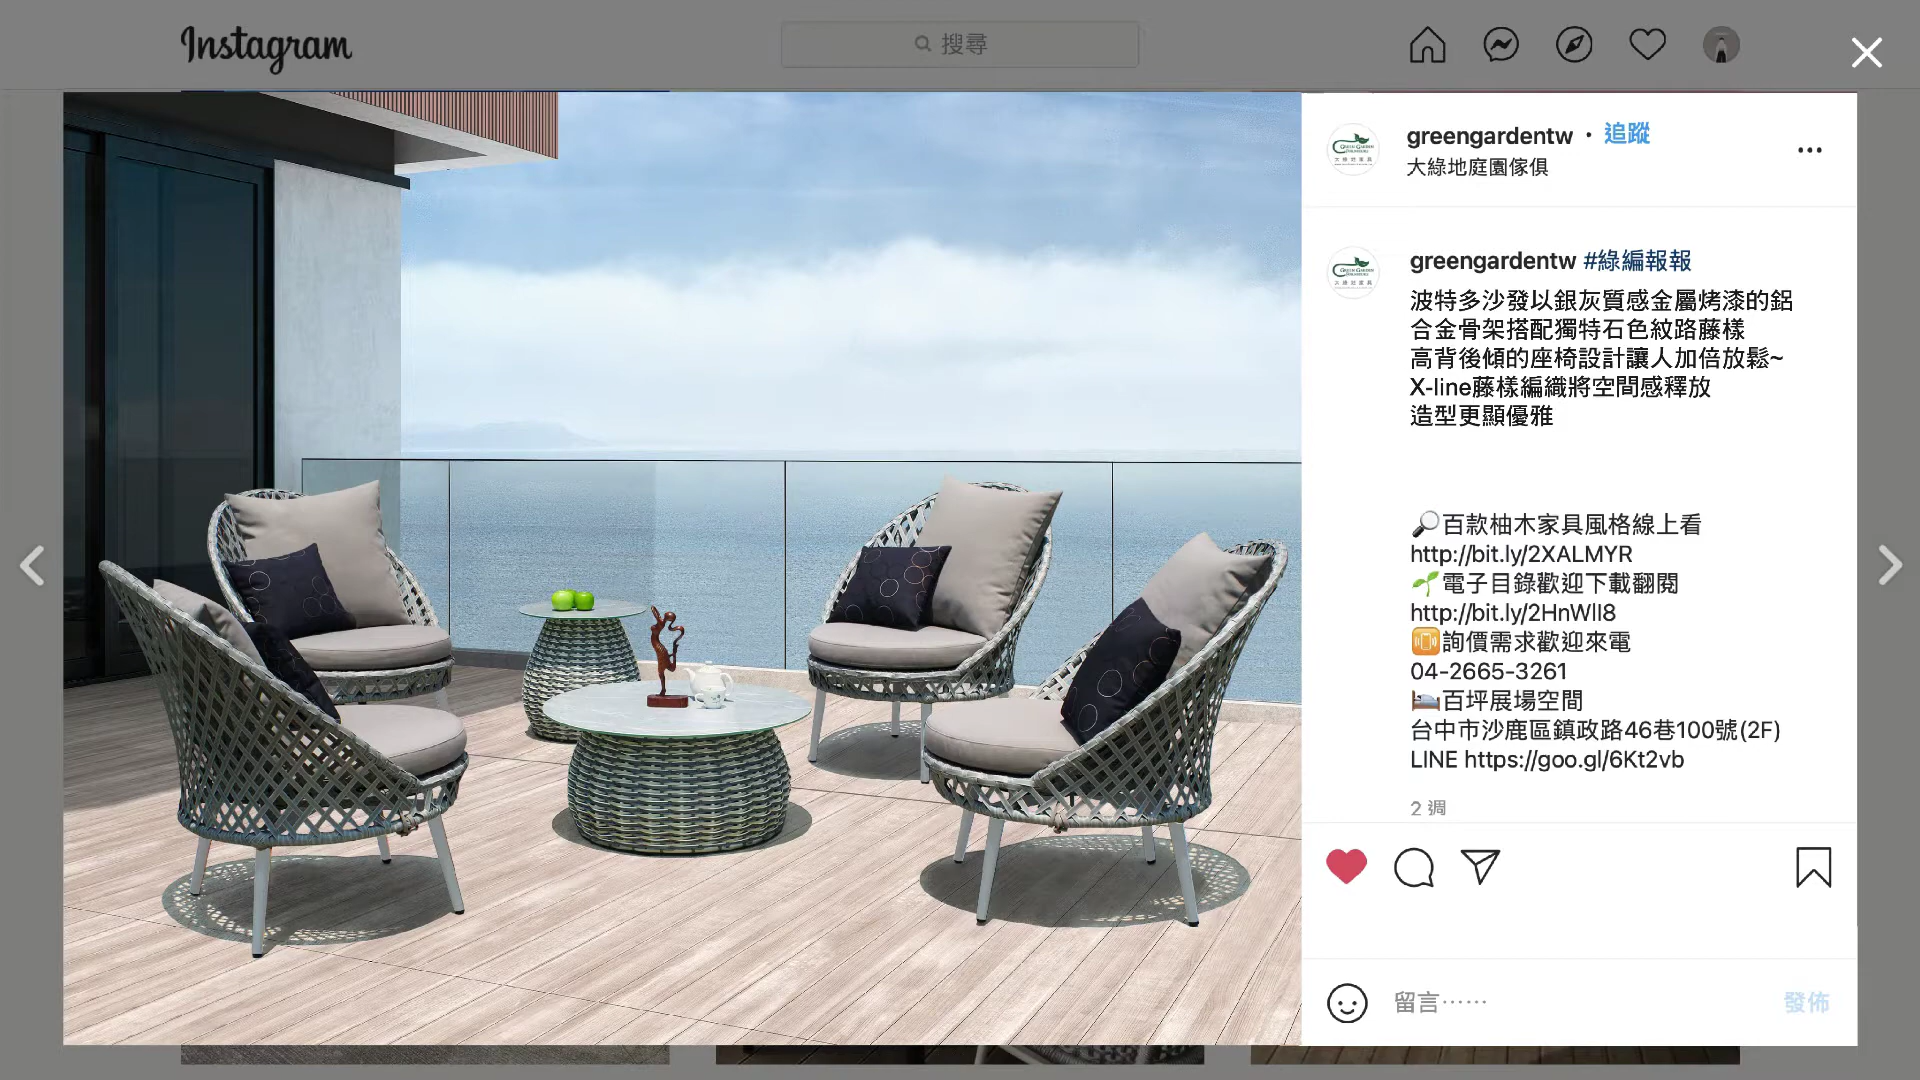 Instagram
搜尋
greengardentw • 追蹤
大綠地庭園傢俱
greengardentw #綠編報報
波特多沙發以銀灰質感金屬烤漆的鋁
合金骨架搭配獨特石色紋路藤樣
高背後傾的座椅設計讓人加倍放鬆~
X-line藤樣編織將空間感釋放
造型更顯優雅
🔎百款柚木家具風格線上看
http://bit.ly/2XALMYR
🌱電子目錄歡迎下載翻閱
http://bit.ly/2HnWlI8
📳詢價需求歡迎來電
04-2665-3261
🛏百坪展場空間
台中市沙鹿區鎮政路46巷100號(2F)
LINE https://goo.gl/6Kt2vb
2 週
留言⋯⋯
發佈